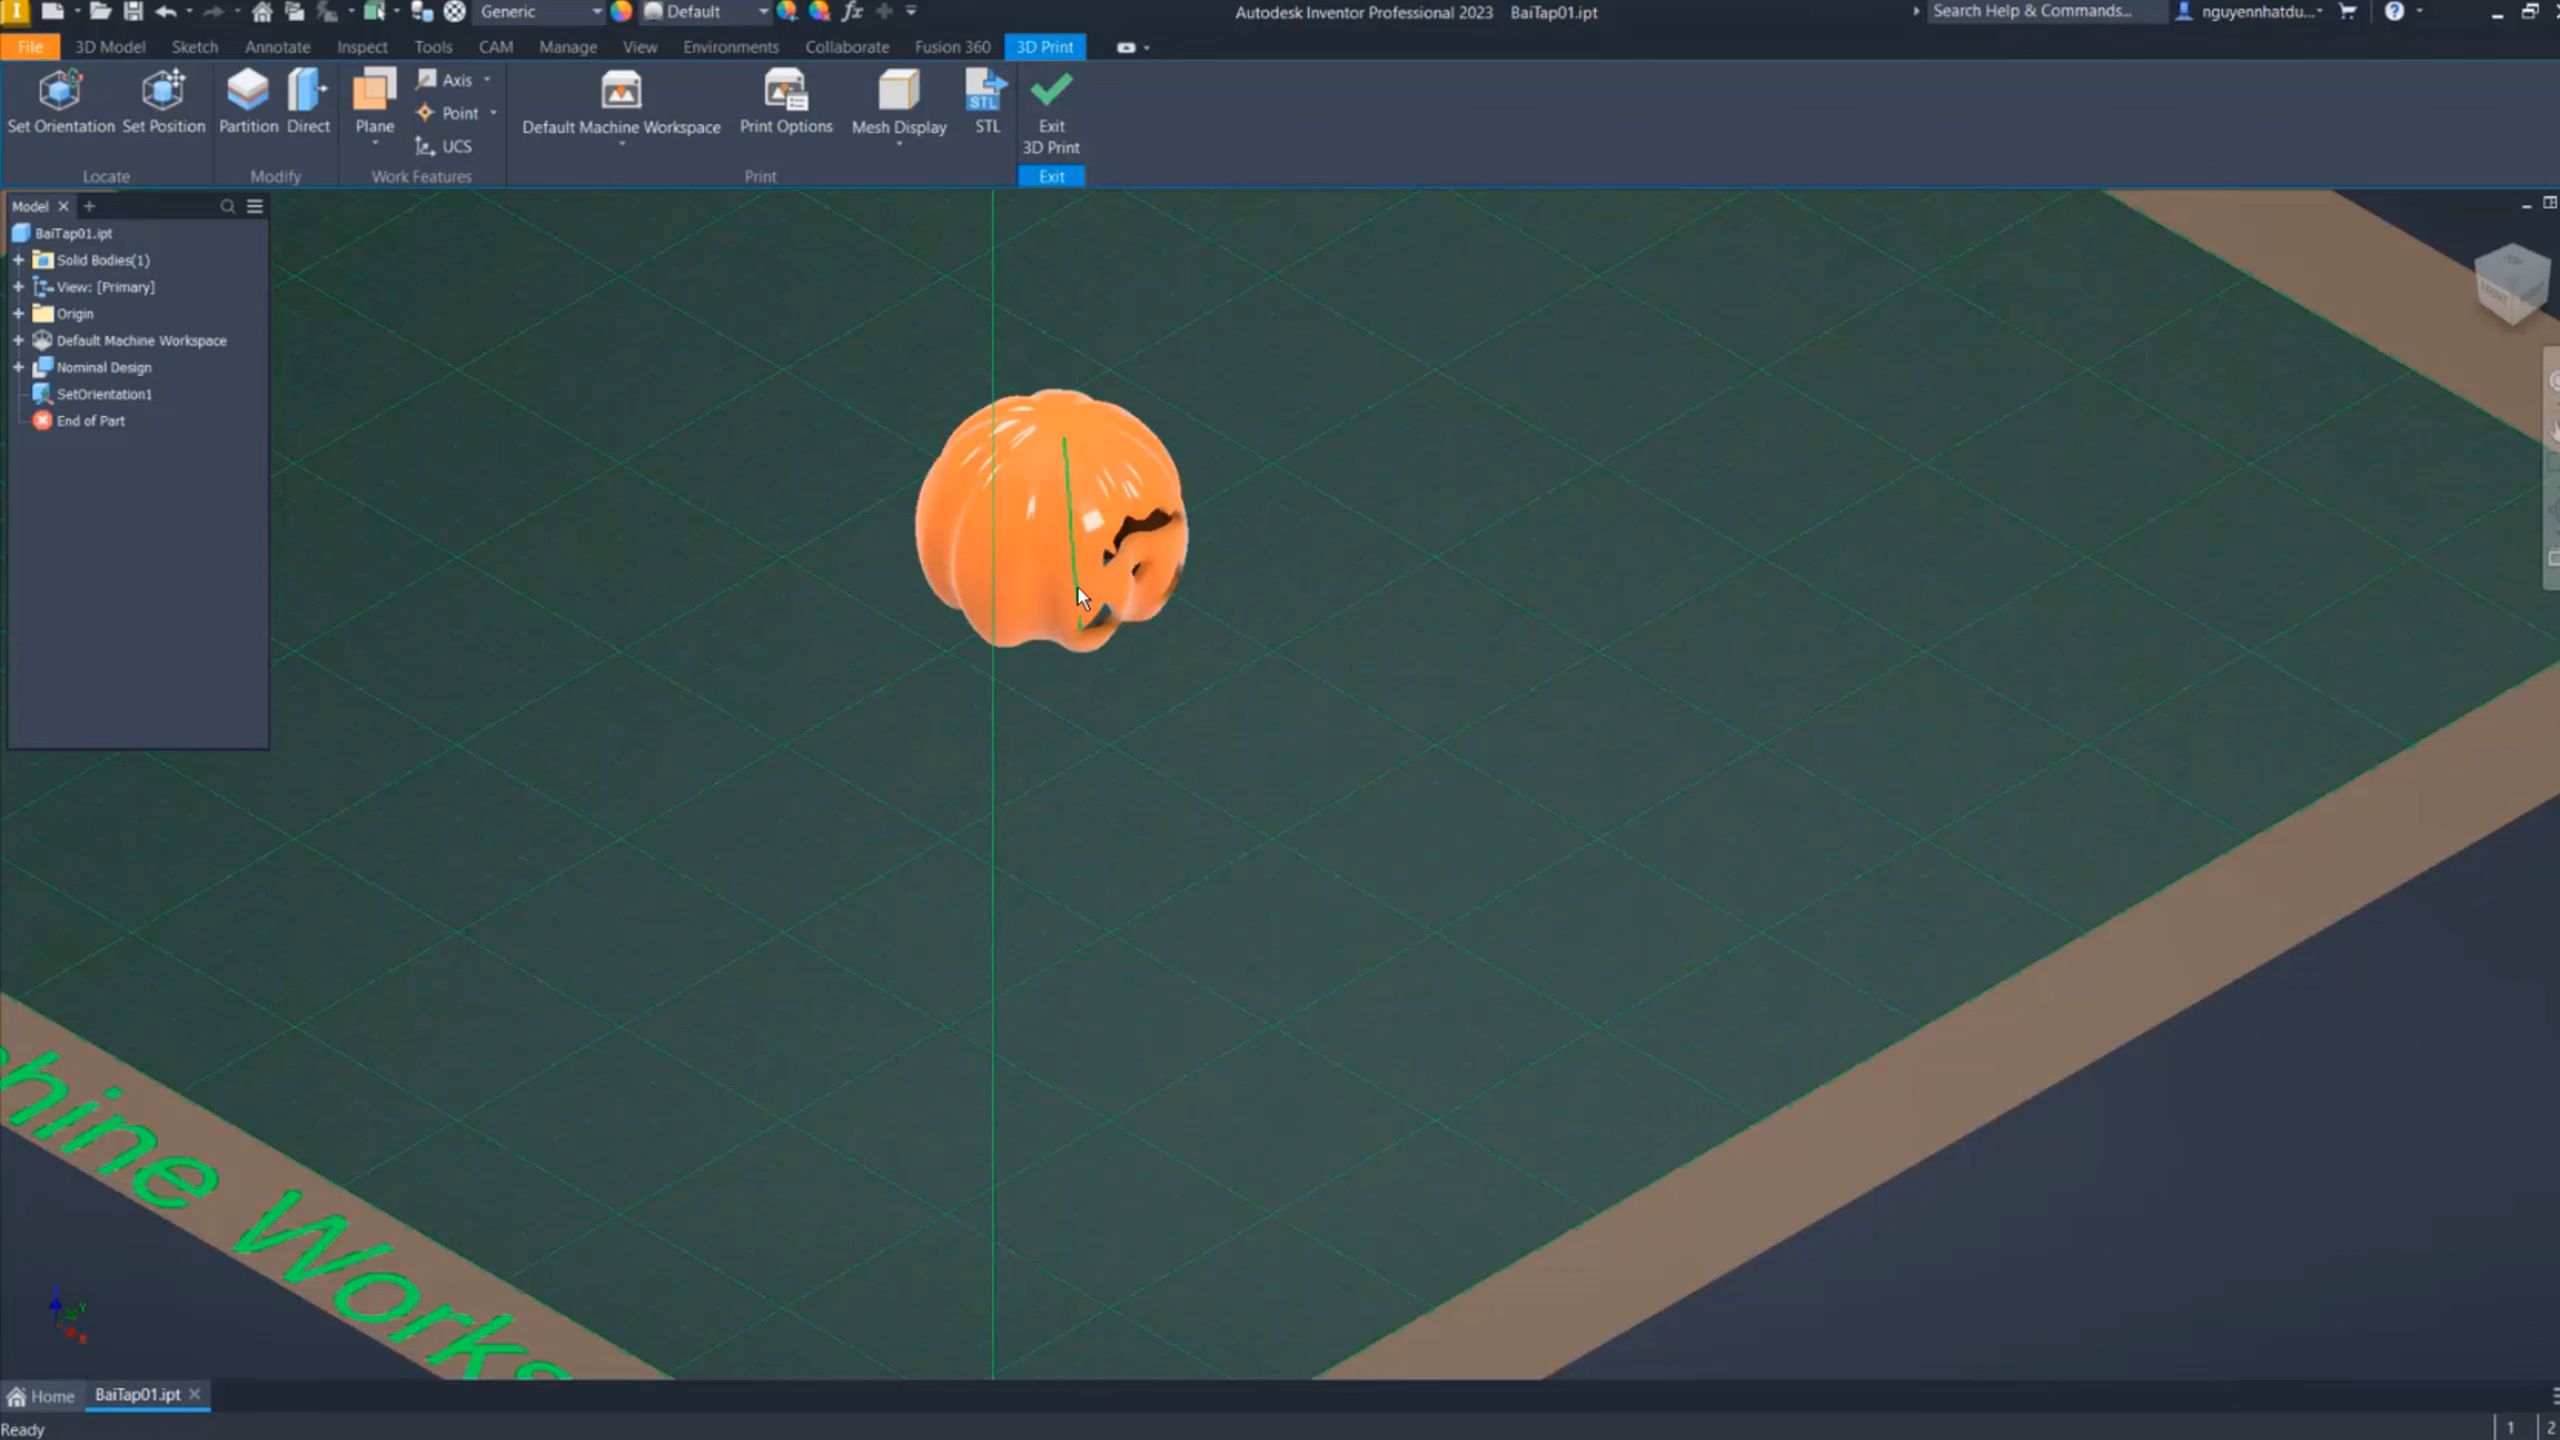 Generic
Default
fx
Autodesk Inventor Professional 2023 BaiTap01.ipt
Search Help & Commands...
nguyennhatdu...
File 3D Model Sketch Annotate Inspect Tools CAM Manage View Environments Collaborate Fusion 360 3D Print
Set Orientation Set Position Partition Direct Plane
Axis
Point
UCS
Default Machine Workspace Print Options Mesh Display
STL
STL
Exit
3D Print
Locate Modify Work Features Print Exit
Model
BaiTap01.ipt
Solid Bodies(1)
View: [Primary]
Origin
Default Machine Workspace
Nominal Design
SetOrientation1
End of Part
FRONT
hine Works
Home BaiTap01.ipt
Ready
1 2